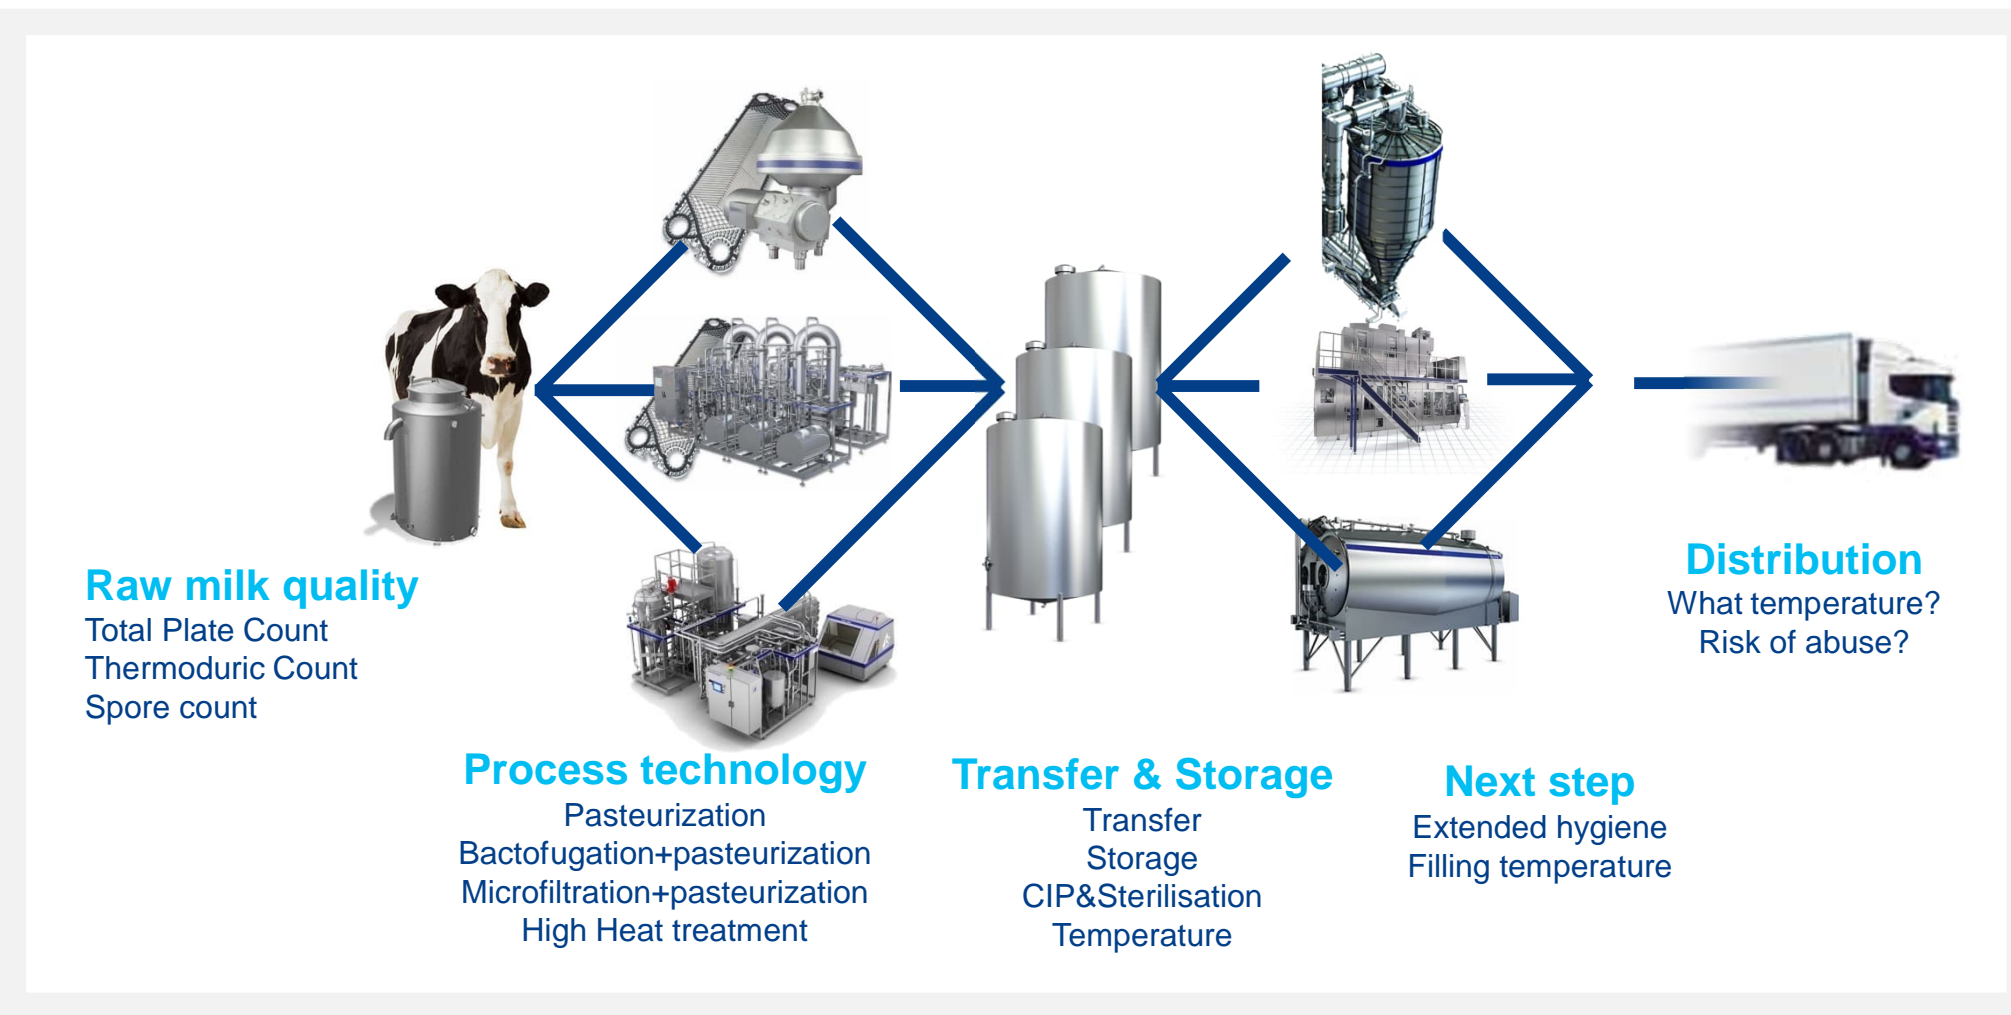 Raw milk quality
Total Plate Count
Thermoduric Count
Spore count
Process technology
Pasteurization
Bactofugation+pasteurization
Microfiltration+pasteurization
High Heat treatment
Transfer & Storage
Transfer
Storage
CIP&Sterilisation
Temperature
Next step
Extended hygiene
Filling temperature
Distribution
What temperature?
Risk of abuse?